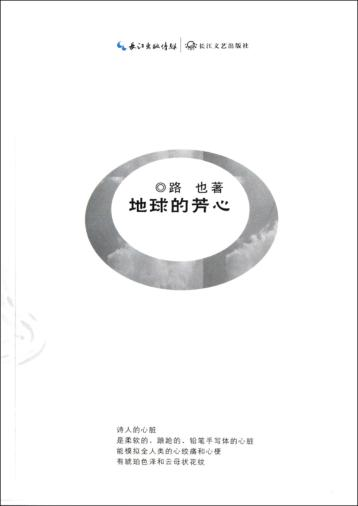 长江出版传媒 长江文艺出版社
◎路 也著
地球的芳心
诗人的心脏
是柔软的、踉跄的、铅笔手写体的心脏
能模拟全人类的心绞痛和心梗
有琥珀色泽和云母状花纹